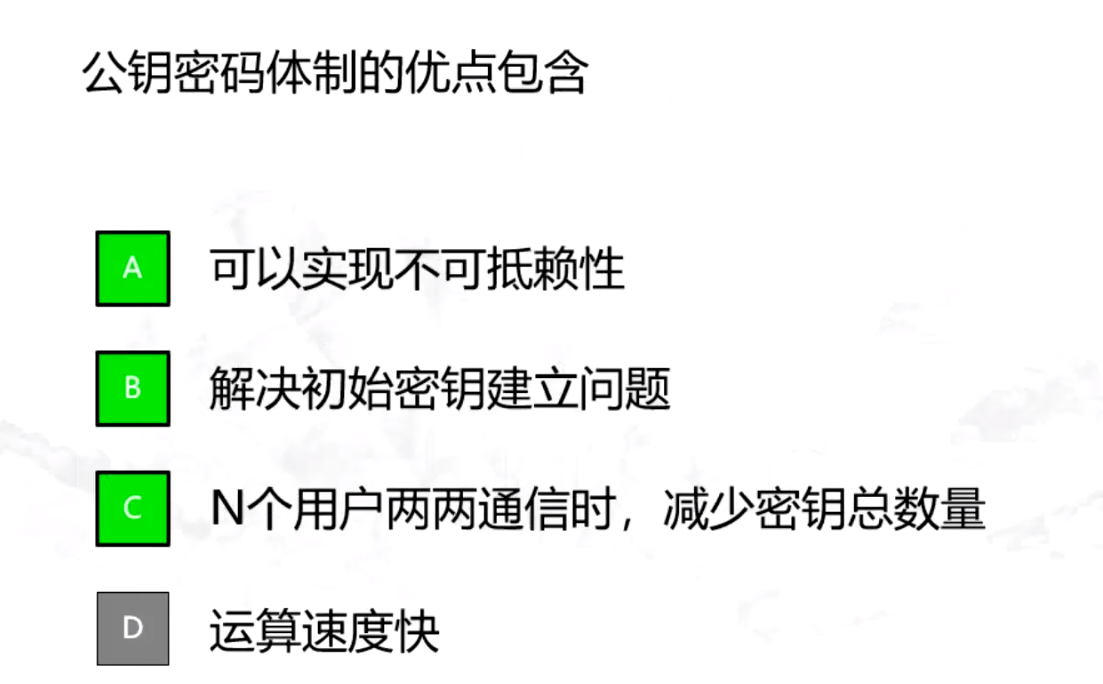 公钥密码体制的优点包含
A 可以实现不可抵赖性
B 解决初始密钥建立问题
C N个用户两两通信时，减少密钥总数量
D 运算速度快